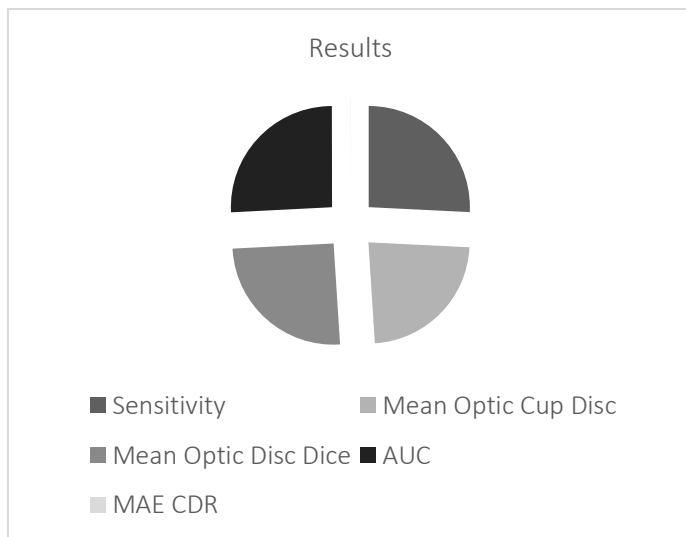 Results
Sensitivity Mean Optic Cup Disc
Mean Optic Disc Dice AUC
MAE CDR